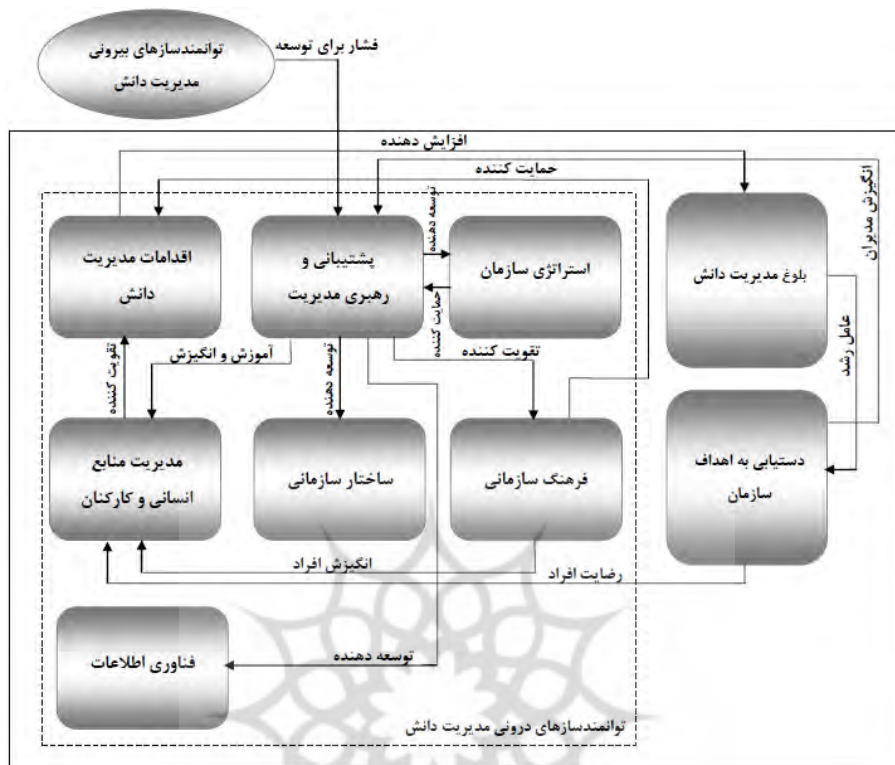 توانمندسازهای بیرونی
مدیریت دانش
فشار برای توسعه
افزایش دهنده
حمایت کننده
انگیزش مدیران
بلوغ مدیریت دانش
استراتژی سازمان
توسعه دهنده
حمایت کننده
پشتیبانی و
رهبری مدیریت
اقدامات مدیریت
دانش
عامل رشد
تقویت کننده
توسعه دهنده
آموزش و انگیزش
تقویت کننده
دستیابی به اهداف
سازمان
فرهنگ سازمانی
ساختار سازمانی
مدیریت منابع
انسانی و کارکنان
انگیزش افراد
رضایت افراد
توسعه دهنده
فناوری اطلاعات
توانمندسازهای درونی مدیریت دانش